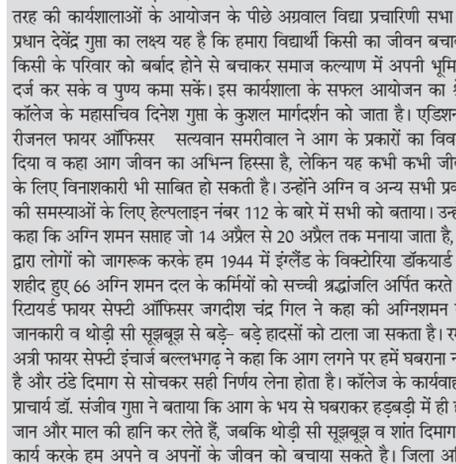 तरह की कार्यशालाओं के आयोजन के पीछे अग्रवाल विद्या प्रचारिणी सभा
प्रधान देवेंद्र गुप्ता का लक्ष्य यह है कि हमारा विद्यार्थी किसी का जीवन
किसी के परिवार को बर्बाद होने से बचाकर समाज कल्याण में अपनी
दर्ज कर सके व पुण्य कमा सकें। इस कार्यशाला के सफल आयोजन का
कॉलेज के महासचिव दिनेश गुप्ता के कुशल मार्गदर्शन को जाता है।
रीजनल फायर ऑफिसर सत्यवान समरीवाल ने आग के प्रकारों का
दिया व कहा आग जीवन का अभिन्न हिस्सा है, लेकिन यह कभी कभी
के लिए विनाशकारी भी साबित हो सकती है। उन्होंने अग्नि व अन्य सभी
की समस्याओं के लिए हेल्पलाइन नंबर 112 के बारे में सभी को बताया।
कहा कि अग्नि शमन सप्ताह जो 14 अप्रैल से 20 अप्रैल तक मनाया जाता है,
द्वारा लोगों को जागरूक करके हम 1944 में इंग्लैंड के विक्टोरिया डॉकयार्ड
शहीद हुए 66 अग्नि शमन दल के कर्मियों को सच्ची श्रद्धांजलि अर्पित करते
रिटायर्ड फायर सेफ्टी ऑफिसर जगदीश चंद्र गिल ने कहा की अग्निशमन
जानकारी व थोड़ी सी सूझबूझ से बड़े- बड़े हादसों को टाला जा सकता है।
अत्री फायर सेफ्टी इंचार्ज बल्लभगढ़ ने कहा कि आग लगने पर हमें घबराना
है और ठंडे दिमाग से सोचकर सही निर्णय लेना होता है। कॉलेज के
प्राचार्य डॉ. संजीव गुप्ता ने बताया कि आग के भय से घबराकर हड़बड़ी में ही
जान और माल की हानि कर लेते हैं, जबकि थोड़ी सी सूझबूझ व शांत दिमाग
कार्य करके हम अपने व अपनों के जीवन को बचाया सकते है। जिला